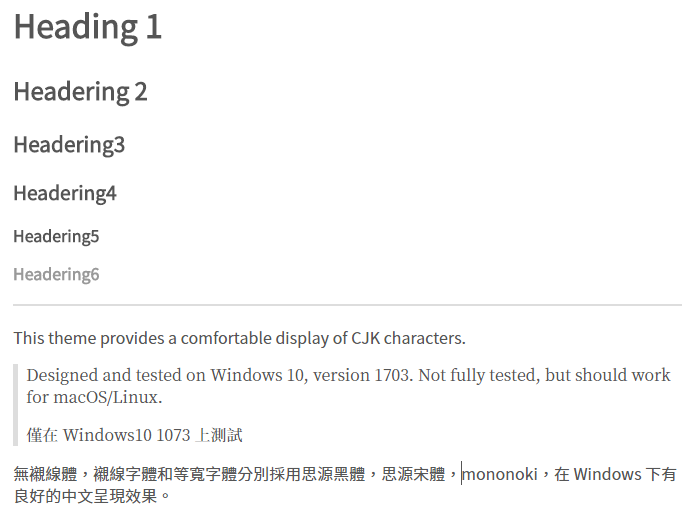 Heading 1
Headering 2
Headering3
Headering4
Headering5
Headering6
This theme provides a comfortable display of CJK characters.
Designed and tested on Windows 10, version 1703. Not fully tested, but should work
for macOS/Linux.
僅在 Windows10 1073 上測試
無襯線體，襯線字體和等寬字體分別採用思源黑體，思源宋體，mononoki，在 Windows 下有
良好的中文呈現效果。